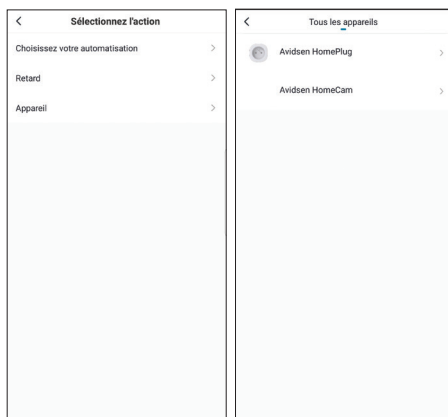 Sélectionnez l'action
Choisissez votre automatisation
Retard
Appareil
Tous les appareils
Avidsen HomePlug
Avidsen HomeCam